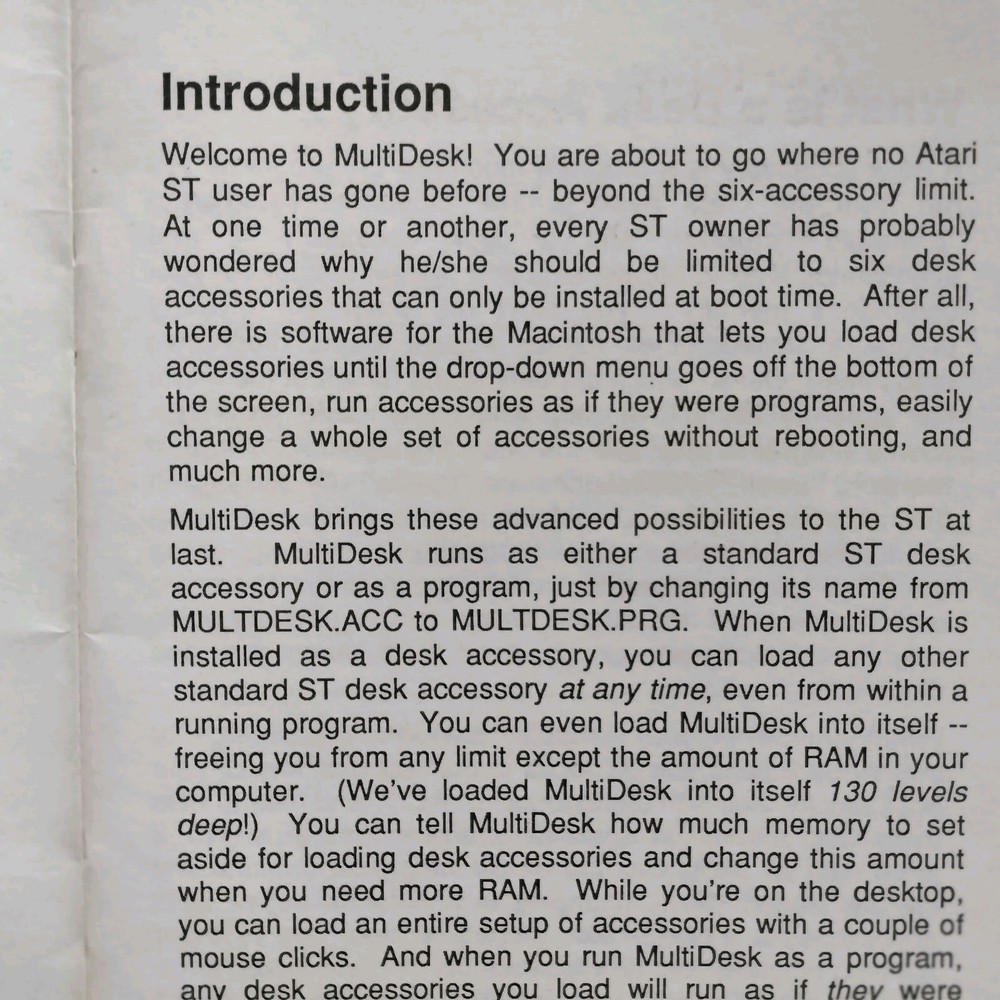 Introduction
Welcome to MultiDesk! You are about to go where no Atari
ST user has gone before -- beyond the six-accessory limit.
At one time or another, every ST owner has probably
wondered why he/she should be limited to six desk
accessories that can only be installed at boot time. After all,
there is software for the Macintosh that lets you load desk
accessories until the drop-down menu goes off the bottom of
the screen, run accessories as if they were programs, easily
change a whole set of accessories without rebooting, and
much more.
MultiDesk brings these advanced possibilities to the ST at
last. MultiDesk runs as either a standard ST desk
accessory or as a program, just by changing its name from
MULTDESK.ACC to MULTDESK.PRG. When MultiDesk is
installed as a desk accessory, you can load any other
standard ST desk accessory at any time, even from within a
running program. You can even load MultiDesk into itself --
freeing you from any limit except the amount of RAM in your
computer. (We've loaded MultiDesk into itself 130 levels
deep!) You can tell MultiDesk how much memory to set
aside for loading desk accessories and change this amount
when you need more RAM. While you're on the desktop,
you can load an entire setup of accessories with a couple of
mouse clicks. And when you run MultiDesk as a program,
any desk accessories you load will run as if they were